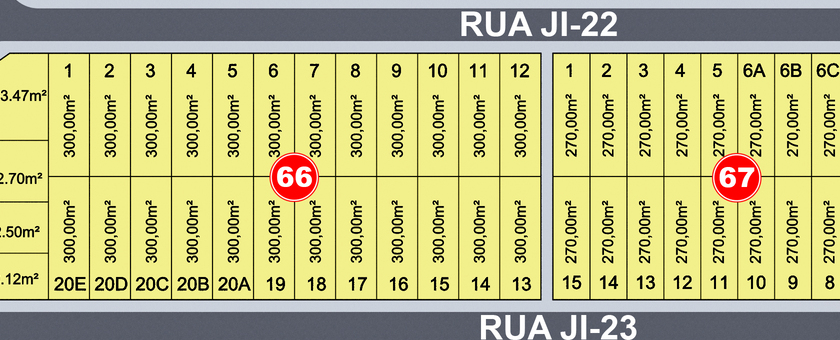 RUA JI-22
1 2 3 4 5 6 7 8 9 10 11 12 1 2 3 4 5 6A 6B 6C
3.47m²
300,00m² 300,00m² 300,00m² 300,00m² 300,00m² 300,00m² 300,00m² 300,00m² 300,00m² 300,00m² 300,00m² 300,00m² 270,00m² 270,00m² 270,00m² 270,00m² 270,00m² 270,00m² 270,00m² 270,00m²
2.70m²
66 67
.50m²
300,00m² 300,00m² 300,00m² 300,00m² 300,00m² 300,00m² 300,00m² 300,00m² 300,00m² 300,00m² 300,00m² 300,00m² 270,00m² 270,00m² 270,00m² 270,00m² 270,00m² 270,00m² 270,00m² 270,00m²
.12m²
20E 20D 20C 20B 20A 19 18 17 16 15 14 13 15 14 13 12 11 10 9 8
RUA JI-23